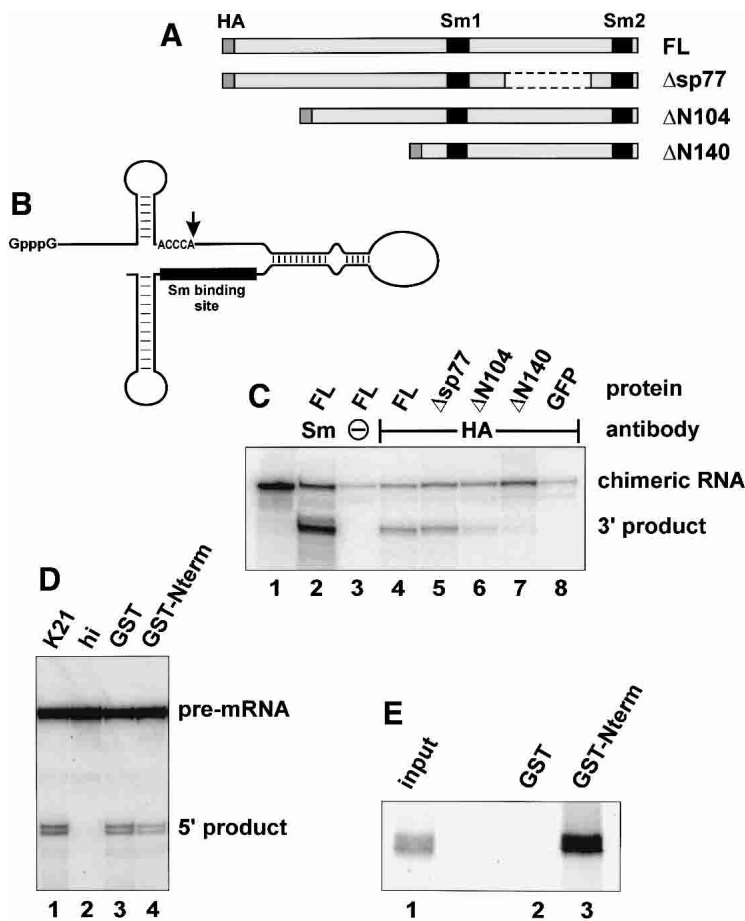 A
HA Sm1 Sm2
FL
Δsp77
ΔN104
ΔN140
B
GpppG ACCCA
Sm binding
site
C
FL FL FL Δsp77 ΔN104 ΔN140 GFP protein
Sm ⊖ HA antibody
chimeric RNA
3' product
1 2 3 4 5 6 7 8
D
K21 hi GST GST-Nterm
pre-mRNA
5' product
1 2 3 4
E
input GST GST-Nterm
1 2 3